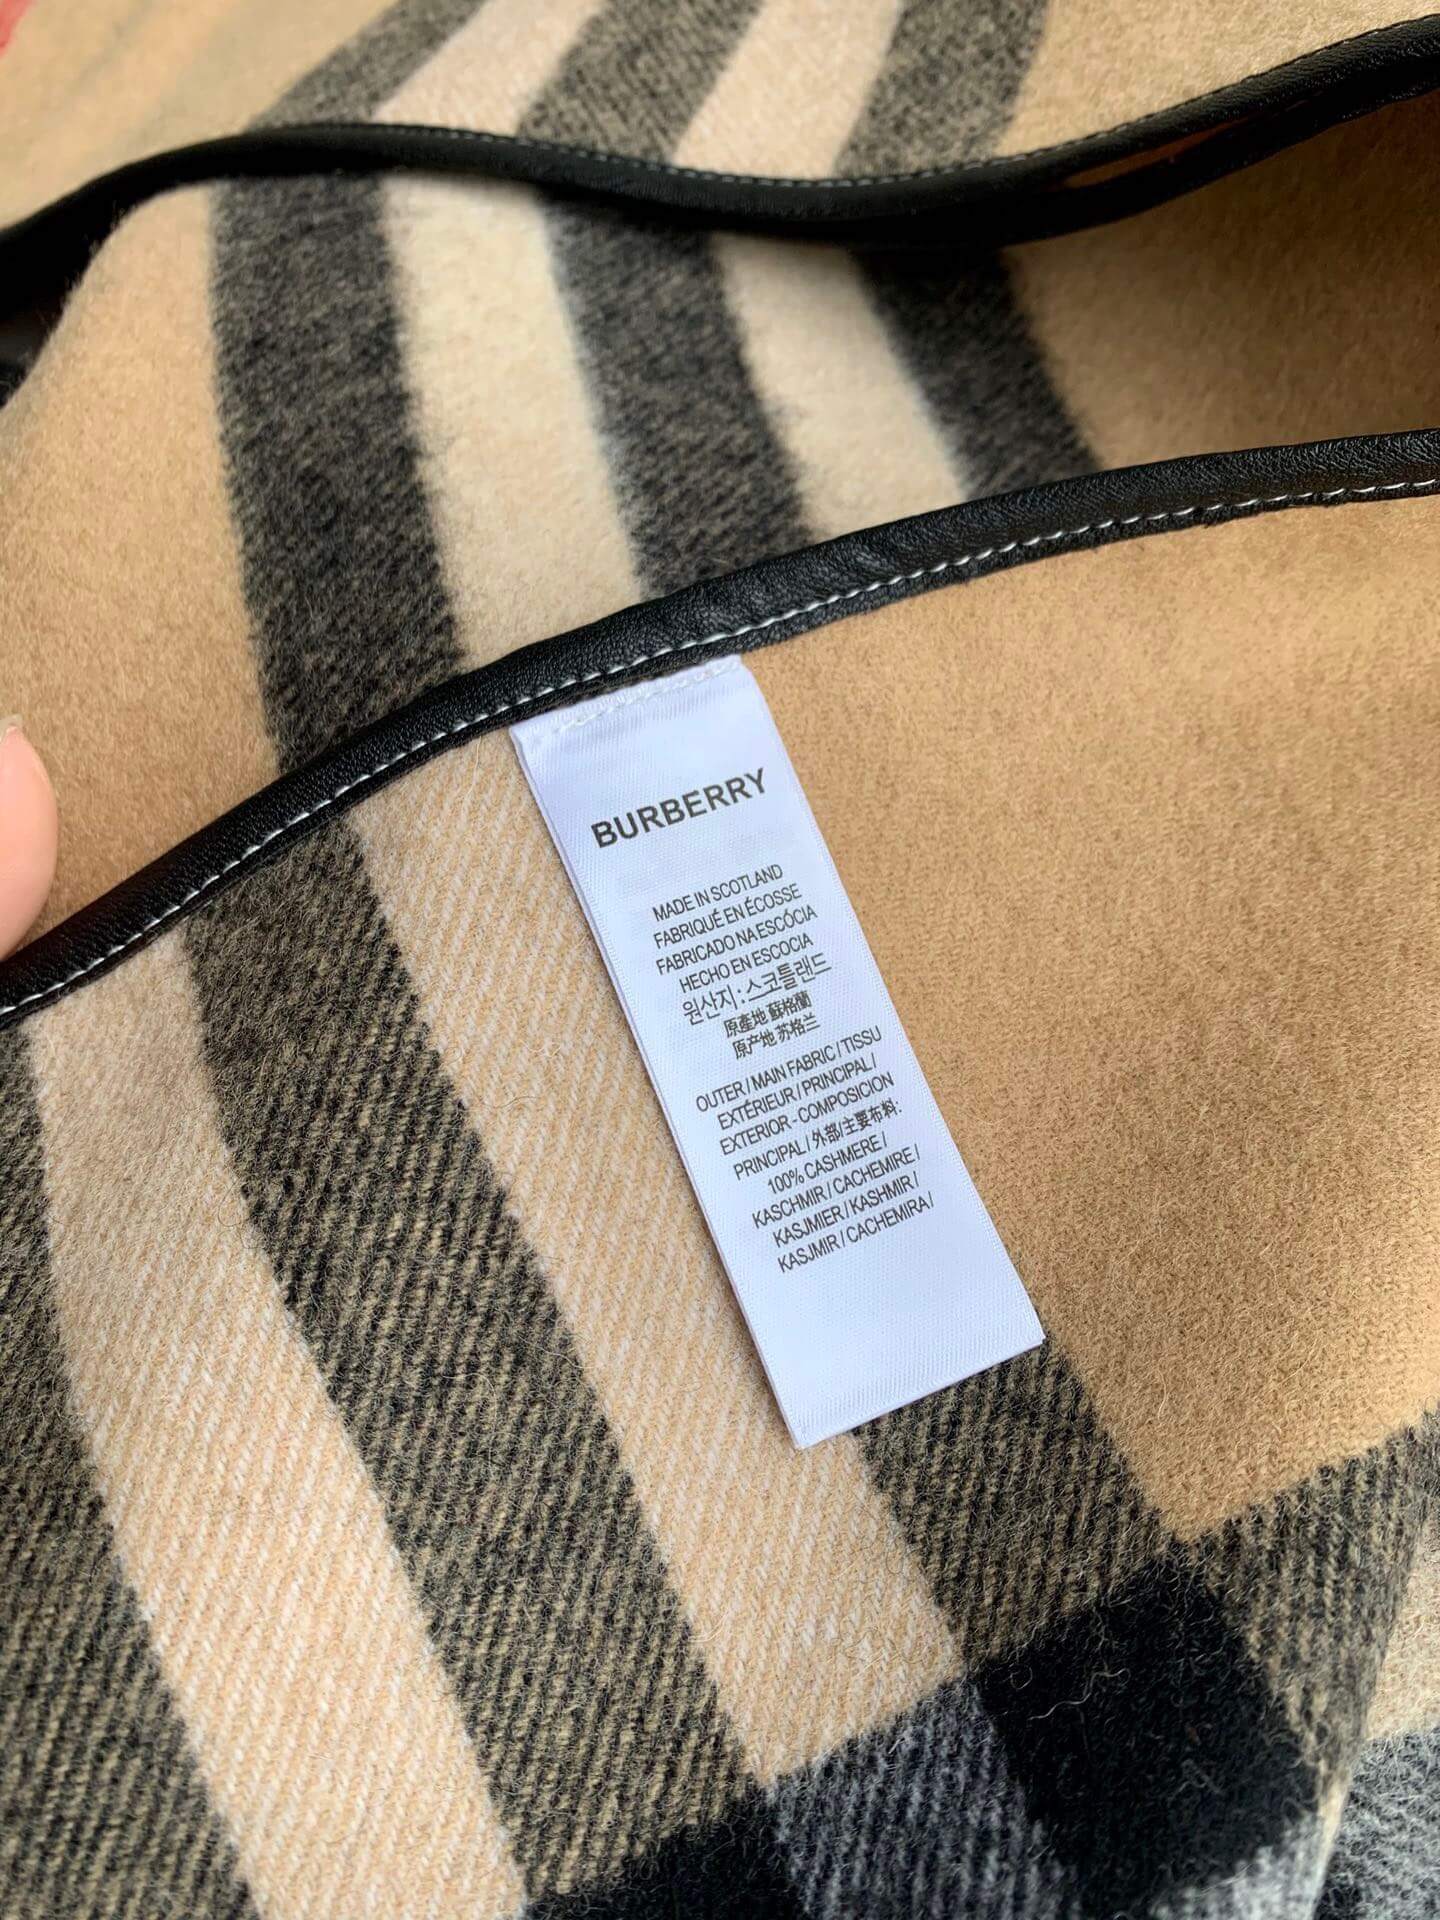 BURBERRY
MADE IN SCOTLAND
FABRIQUÉ EN ÉCOSSE
FABRICADO NA ESCÓCIA
HECHO EN ESCOCIA
원산지 : 스코틀랜드
原產地 蘇格蘭
原产地 苏格兰
OUTER / MAIN FABRIC / TISSU
EXTÉRIEUR / PRINCIPAL /
EXTERIOR - COMPOSICION
PRINCIPAL / 外部/主要布料:
100% CASHMERE /
KASCHMIR / CACHEMIRE /
KASJMIER / KASHMIR /
KASJMIR / CACHEMIRA /